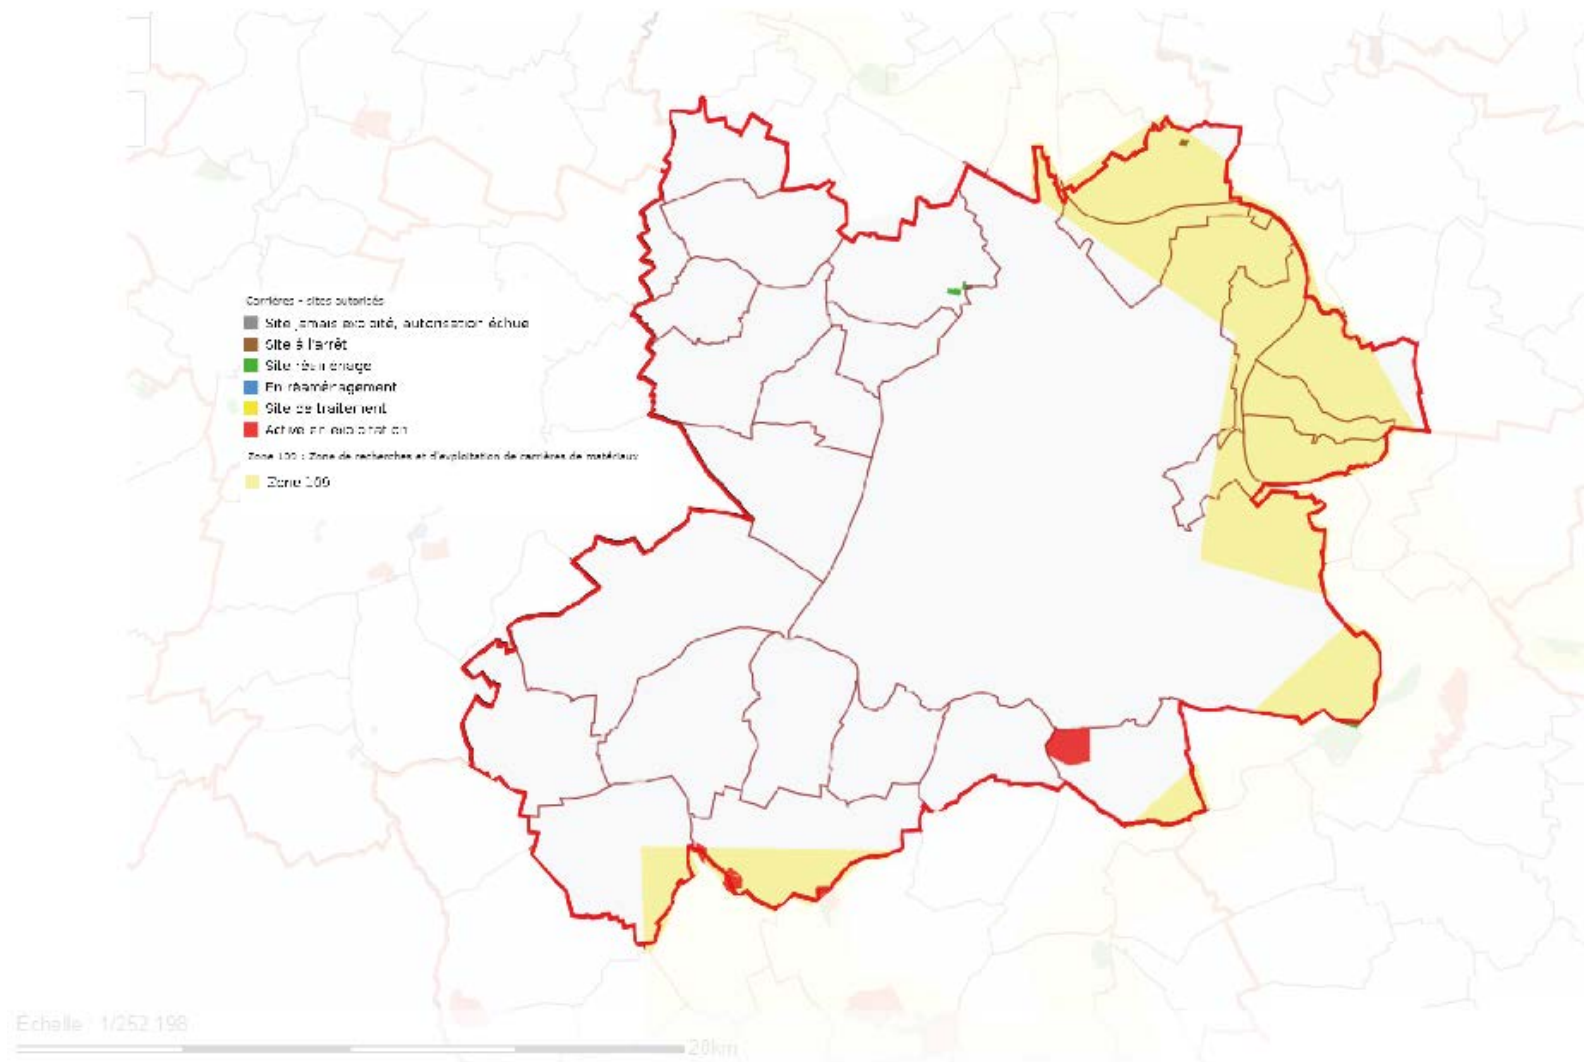 Carrières - sites autorisés
Site jamais exploité, autorisation échue
Site à l'arrêt
Site réaménagé
En réaménagement
Site de traitement
Active en exploitation
Zone 109 : Zone de recherches et d'exploitation de carrières de matériaux
Zone 109
Echelle : 1/252 198
20km